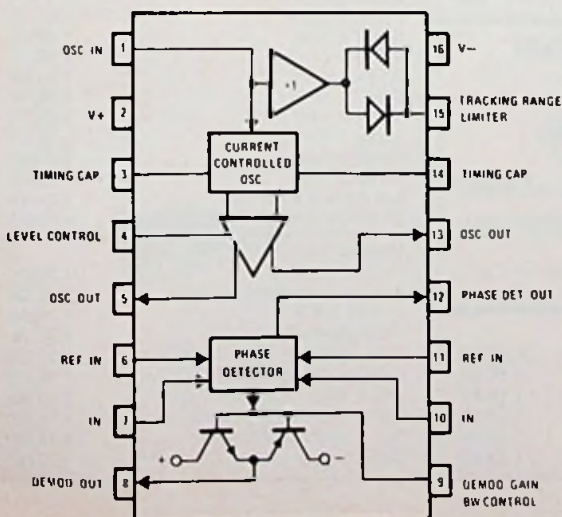 OSC IN
1
V+
2
TIMING CAP
3
LEVEL CONTROL
4
OSC OUT
5
REF IN
6
IN
7
DEMOD OUT
8
+1
CURRENT
CONTROLLED
OSC
PHASE
DETECTOR
+
−
16
V−
15
TRACKING RANGE
LIMITER
14
TIMING CAP
13
OSC OUT
12
PHASE DET OUT
11
REF IN
10
IN
9
DEMOD GAIN
BW CONTROL